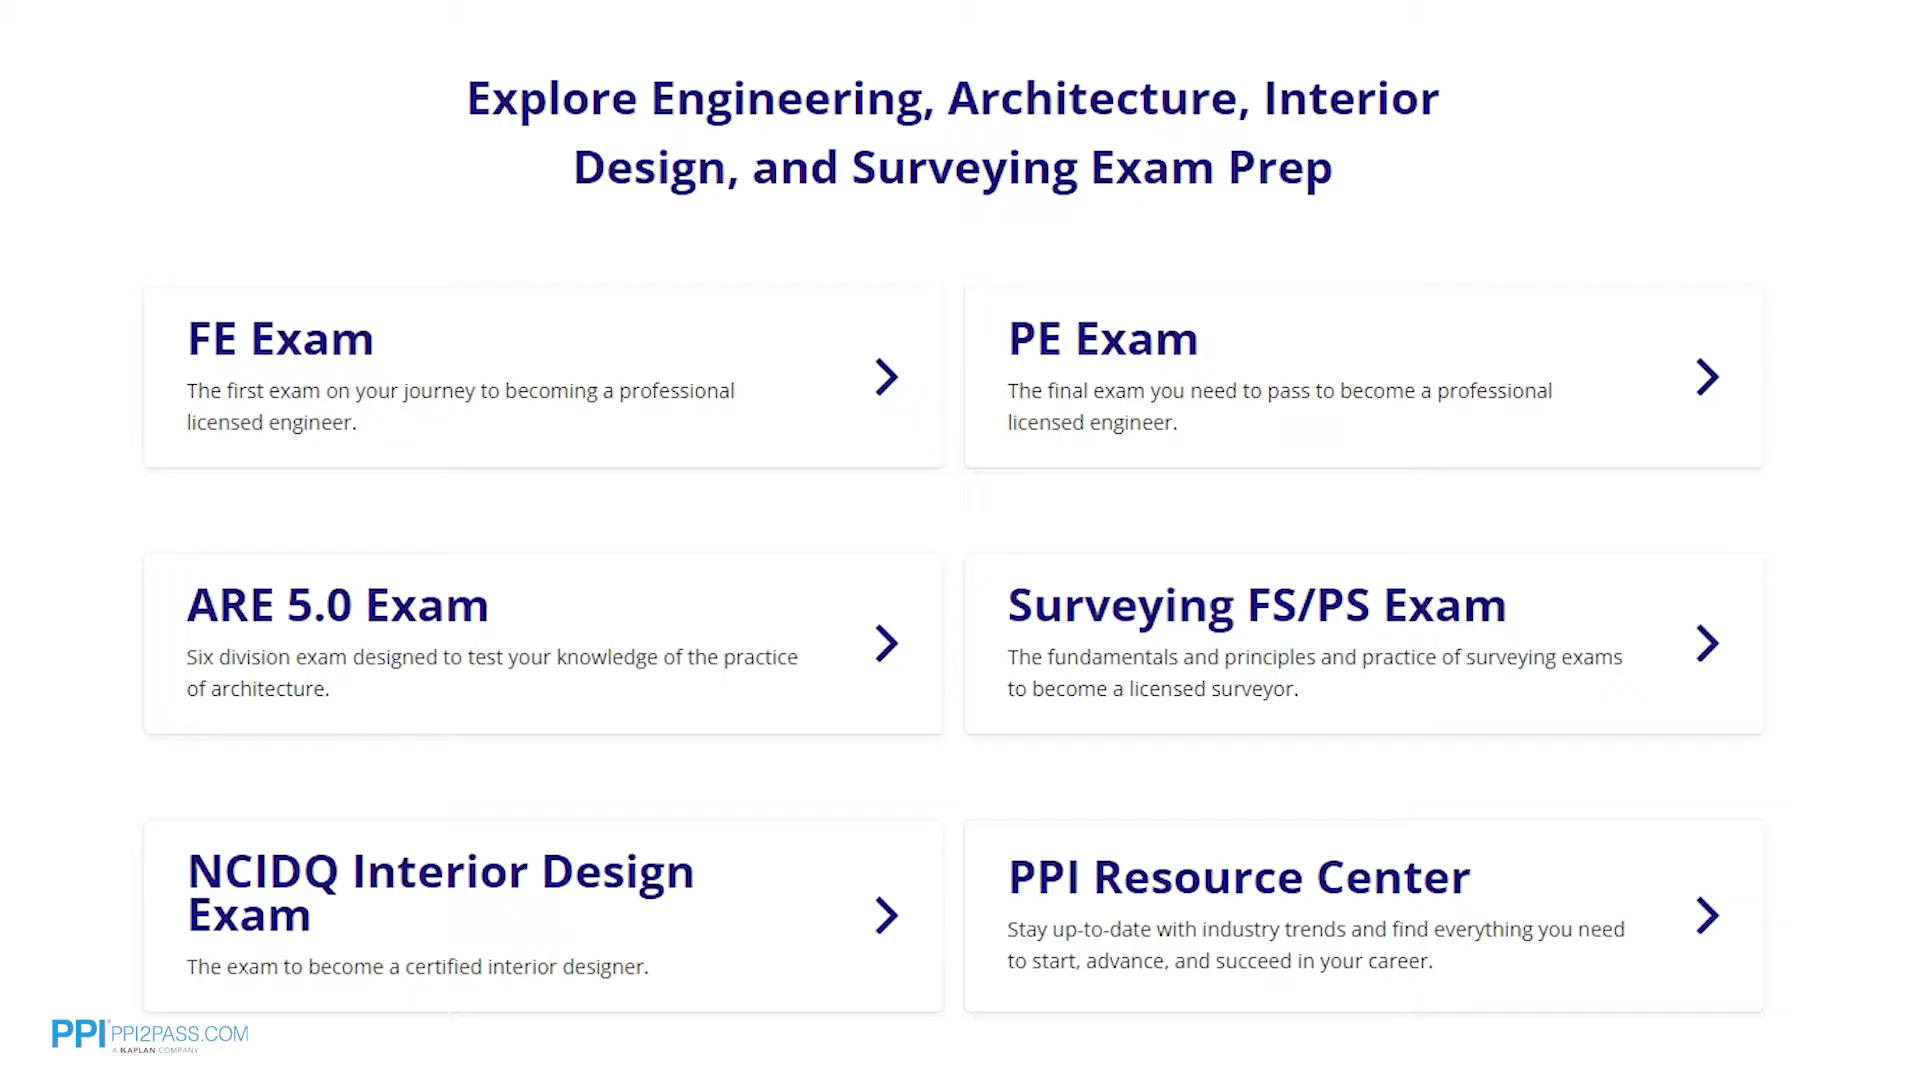 Explore Engineering, Architecture, Interior
Design, and Surveying Exam Prep
FE Exam
The first exam on your journey to becoming a professional
licensed engineer.
PE Exam
The final exam you need to pass to become a professional
licensed engineer.
ARE 5.0 Exam
Six division exam designed to test your knowledge of the practice
of architecture.
Surveying FS/PS Exam
The fundamentals and principles and practice of surveying exams
to become a licensed surveyor.
NCIDQ Interior Design
Exam
The exam to become a certified interior designer.
PPI Resource Center
Stay up-to-date with industry trends and find everything you need
to start, advance, and succeed in your career.
PPI PPI2PASS.COM
A KAPLAN COMPANY